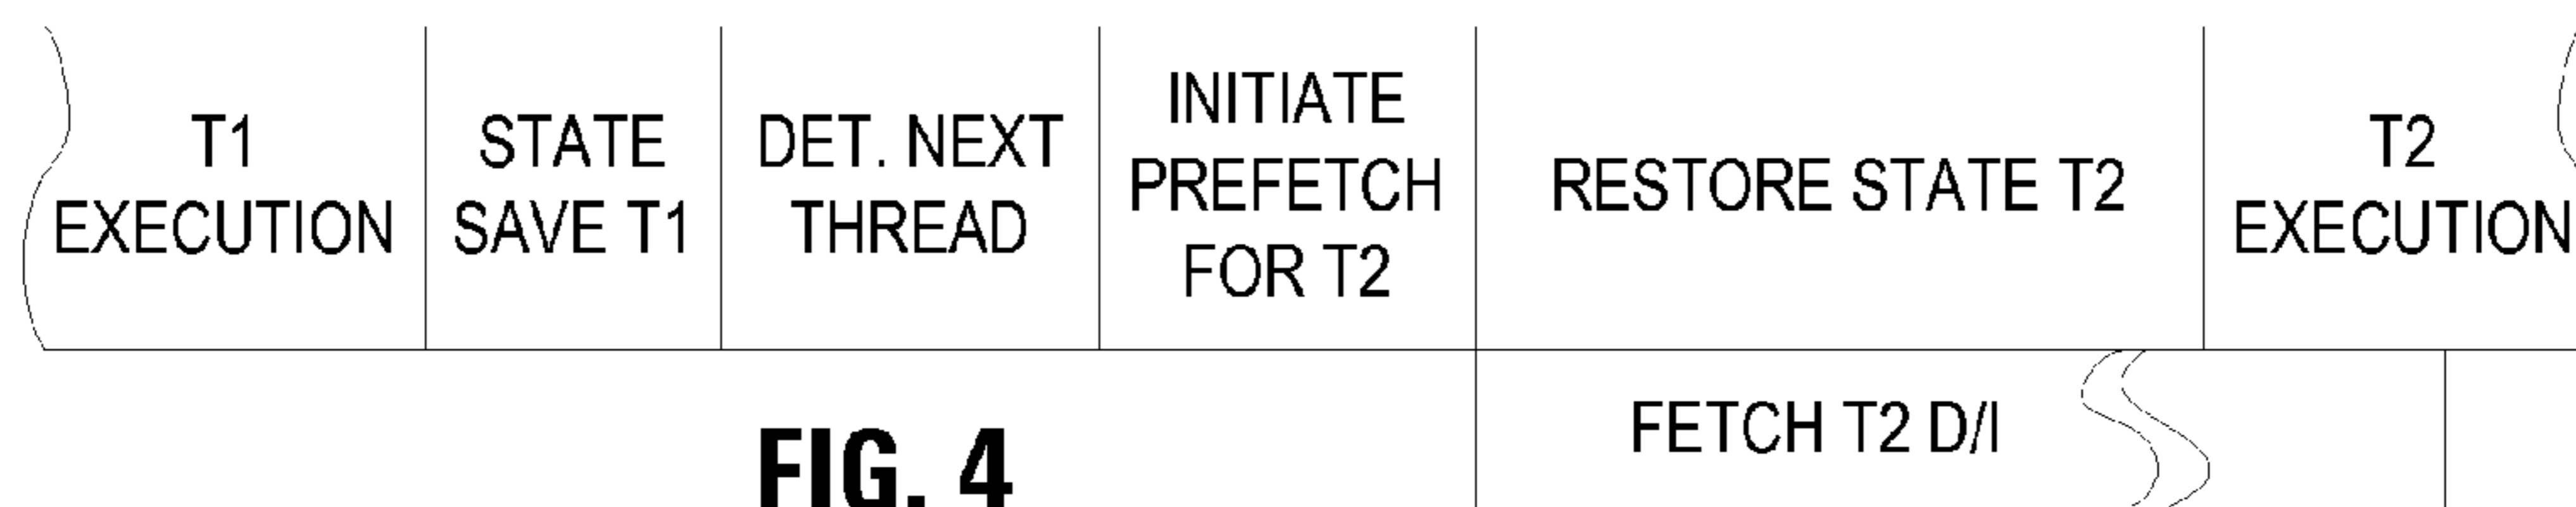 T1
EXECUTION
STATE
SAVE T1
DET. NEXT
THREAD
INITIATE
PREFETCH
FOR T2
RESTORE STATE T2
T2
EXECUTION
FETCH T2 D/I
FIG. 4